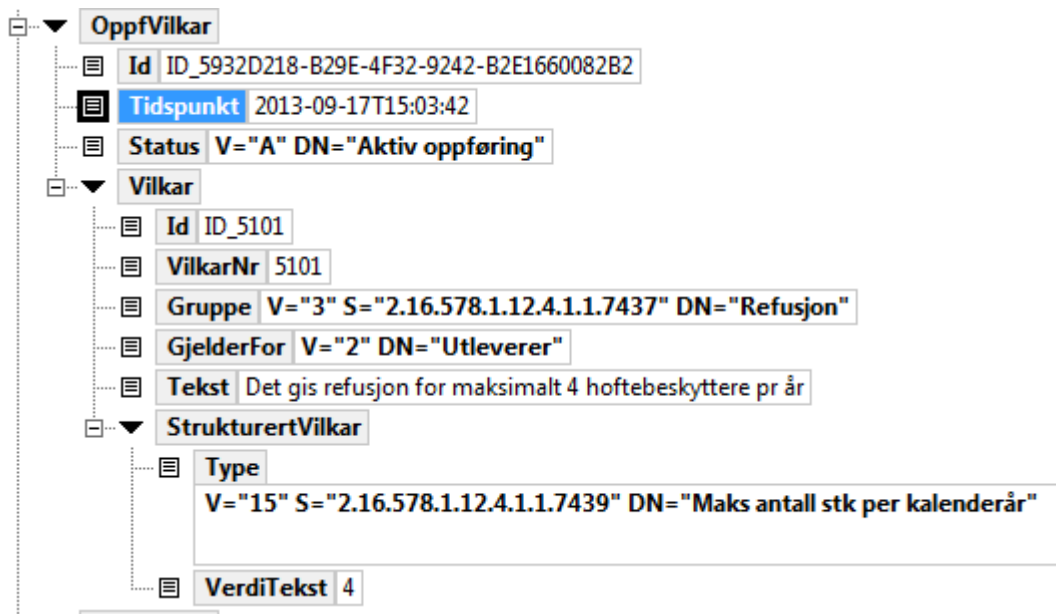 OppfVilkar
Id ID_5932D218-B29E-4F32-9242-B2E1660082B2
Tidspunkt 2013-09-17T15:03:42
Status V="A" DN="Aktiv oppføring"
Vilkar
Id ID_5101
VilkarNr 5101
Gruppe V="3" S="2.16.578.1.12.4.1.1.7437" DN="Refusjon"
GjelderFor V="2" DN="Utleverer"
Tekst Det gis refusjon for maksimalt 4 hoftebeskyttere pr år
StrukturertVilkar
Type
V="15" S="2.16.578.1.12.4.1.1.7439" DN="Maks antall stk per kalenderår"
VerdiTekst 4